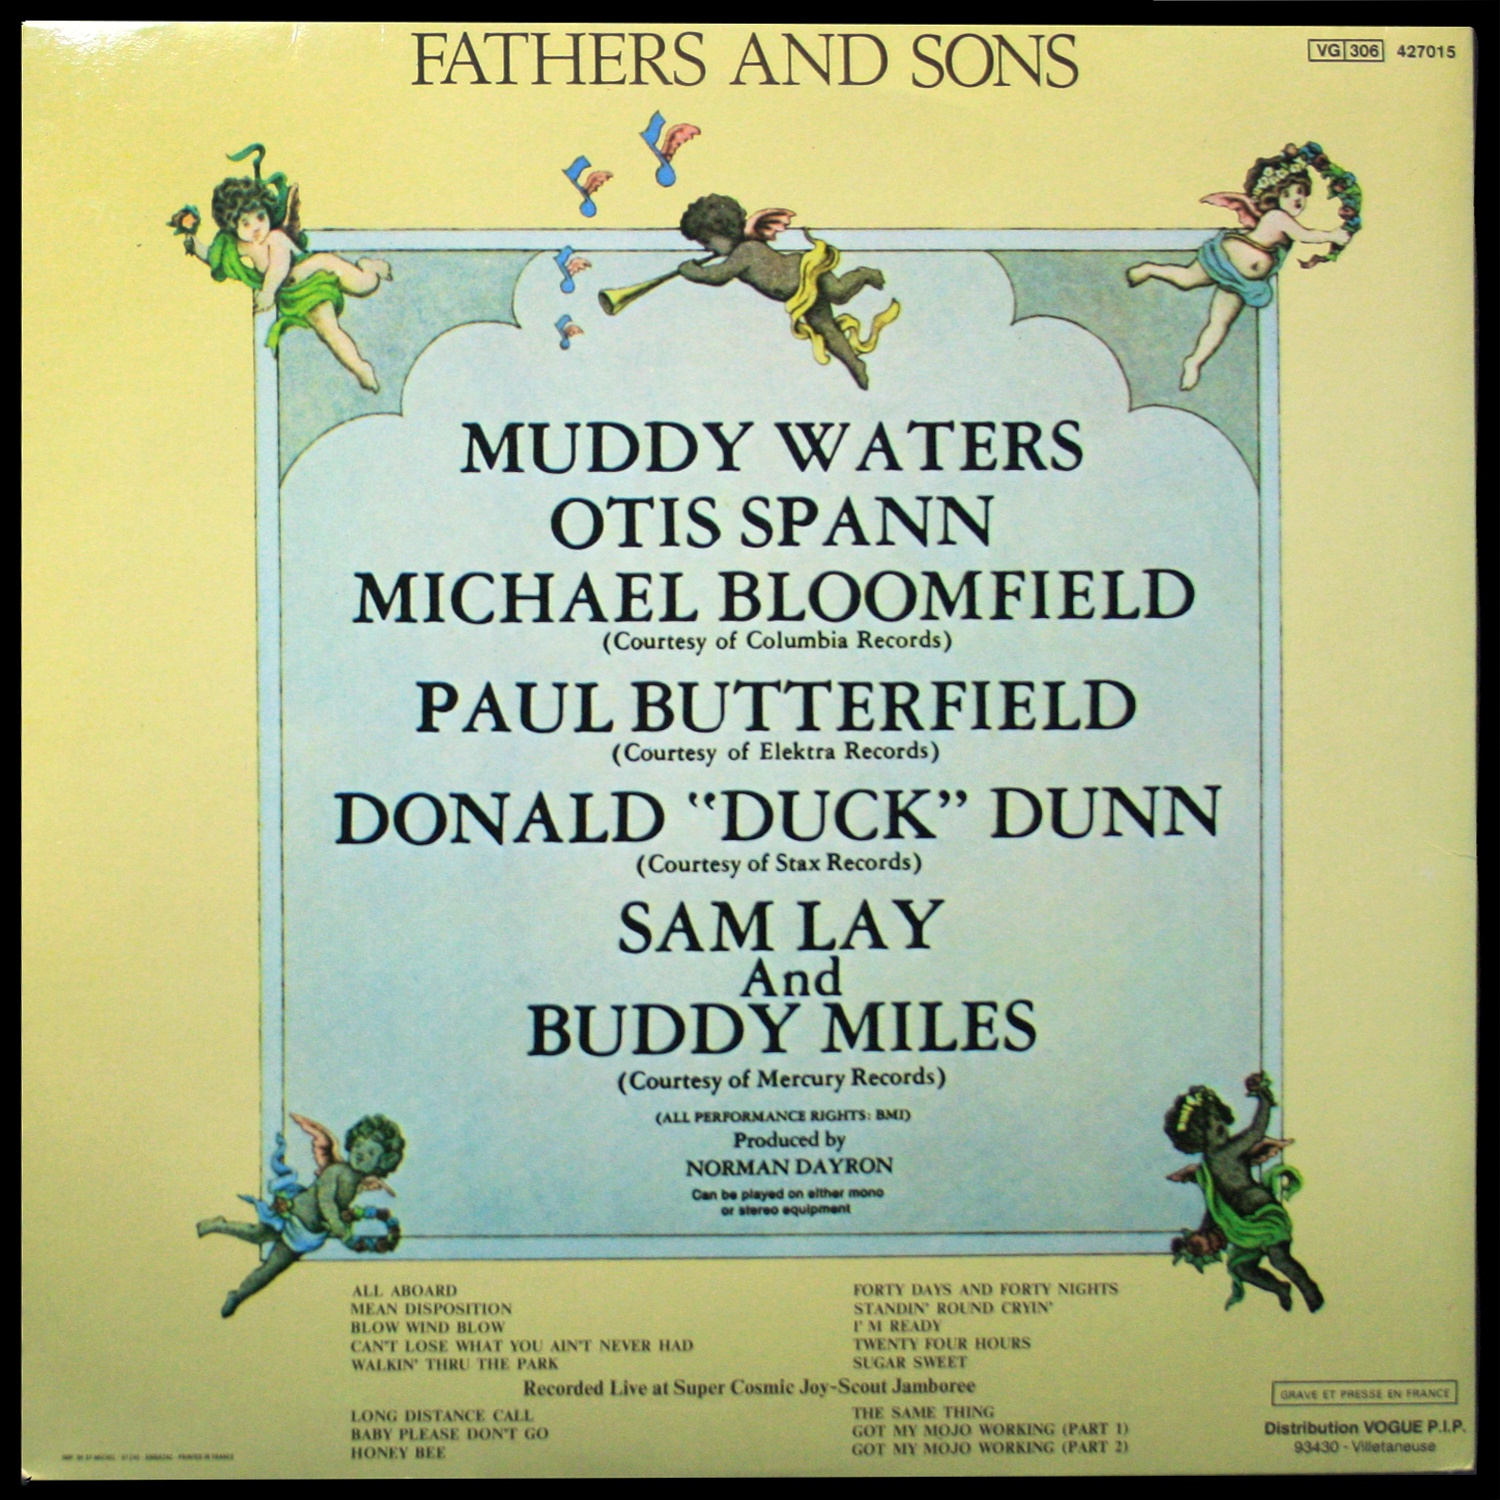 FATHERS AND SONS
VG 306 427015
MUDDY WATERS
OTIS SPANN
MICHAEL BLOOMFIELD
(Courtesy of Columbia Records)
PAUL BUTTERFIELD
(Courtesy of Elektra Records)
DONALD “DUCK” DUNN
(Courtesy of Stax Records)
SAM LAY
And
BUDDY MILES
(Courtesy of Mercury Records)
(ALL PERFORMANCE RIGHTS: BMI)
Produced by
NORMAN DAYRON
Can be played on either mono
or stereo equipment
ALL ABOARD
MEAN DISPOSITION
BLOW WIND BLOW
CAN'T LOSE WHAT YOU AIN'T NEVER HAD
WALKIN' THRU THE PARK
FORTY DAYS AND FORTY NIGHTS
STANDIN' ROUND CRYIN'
I' M READY
TWENTY FOUR HOURS
SUGAR SWEET
Recorded Live at Super Cosmic Joy-Scout Jamboree
LONG DISTANCE CALL
BABY PLEASE DON'T GO
HONEY BEE
THE SAME THING
GOT MY MOJO WORKING (PART 1)
GOT MY MOJO WORKING (PART 2)
GRAVE ET PRESSE EN FRANCE
Distribution VOGUE P.I.P.
93430 - Villetaneuse
PRINTED IN FRANCE